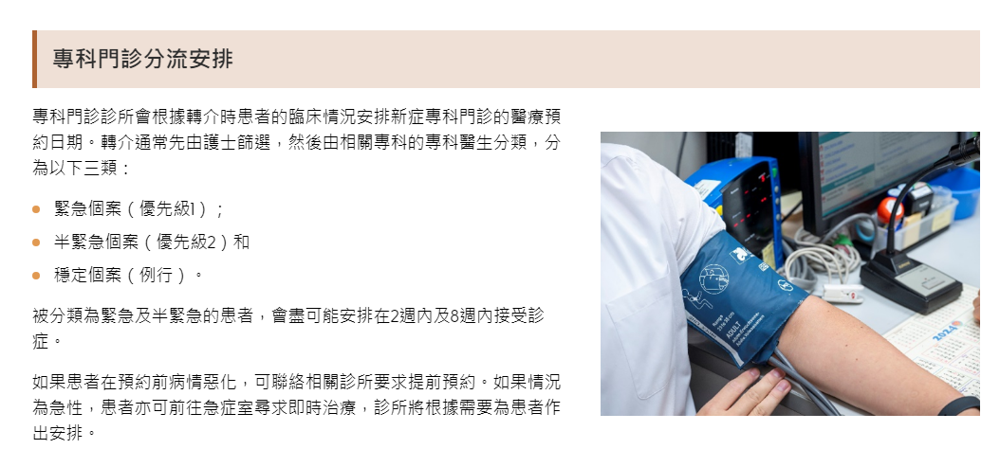 專科門診分流安排
專科門診診所會根據轉介時患者的臨床情況安排新症專科門診的醫療預
約日期。轉介通常先由護士篩選，然後由相關專科的專科醫生分類，分
為以下三類：
緊急個案（優先級1）；
半緊急個案（優先級2）和
穩定個案（例行）。
被分類為緊急及半緊急的患者，會盡可能安排在2週內及8週內接受診
症。
如果患者在預約前病情惡化，可聯絡相關診所要求提前預約。如果情況
為急性，患者亦可前往急症室尋求即時治療，診所將根據需要為患者作
出安排。
ADULT
2024